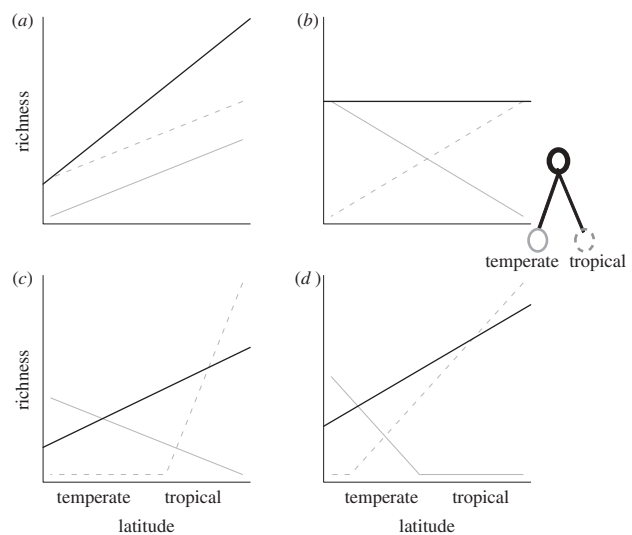 (a)
(b)
richness
temperate tropical
(c)
(d)
richness
temperate tropical
temperate tropical
latitude
latitude